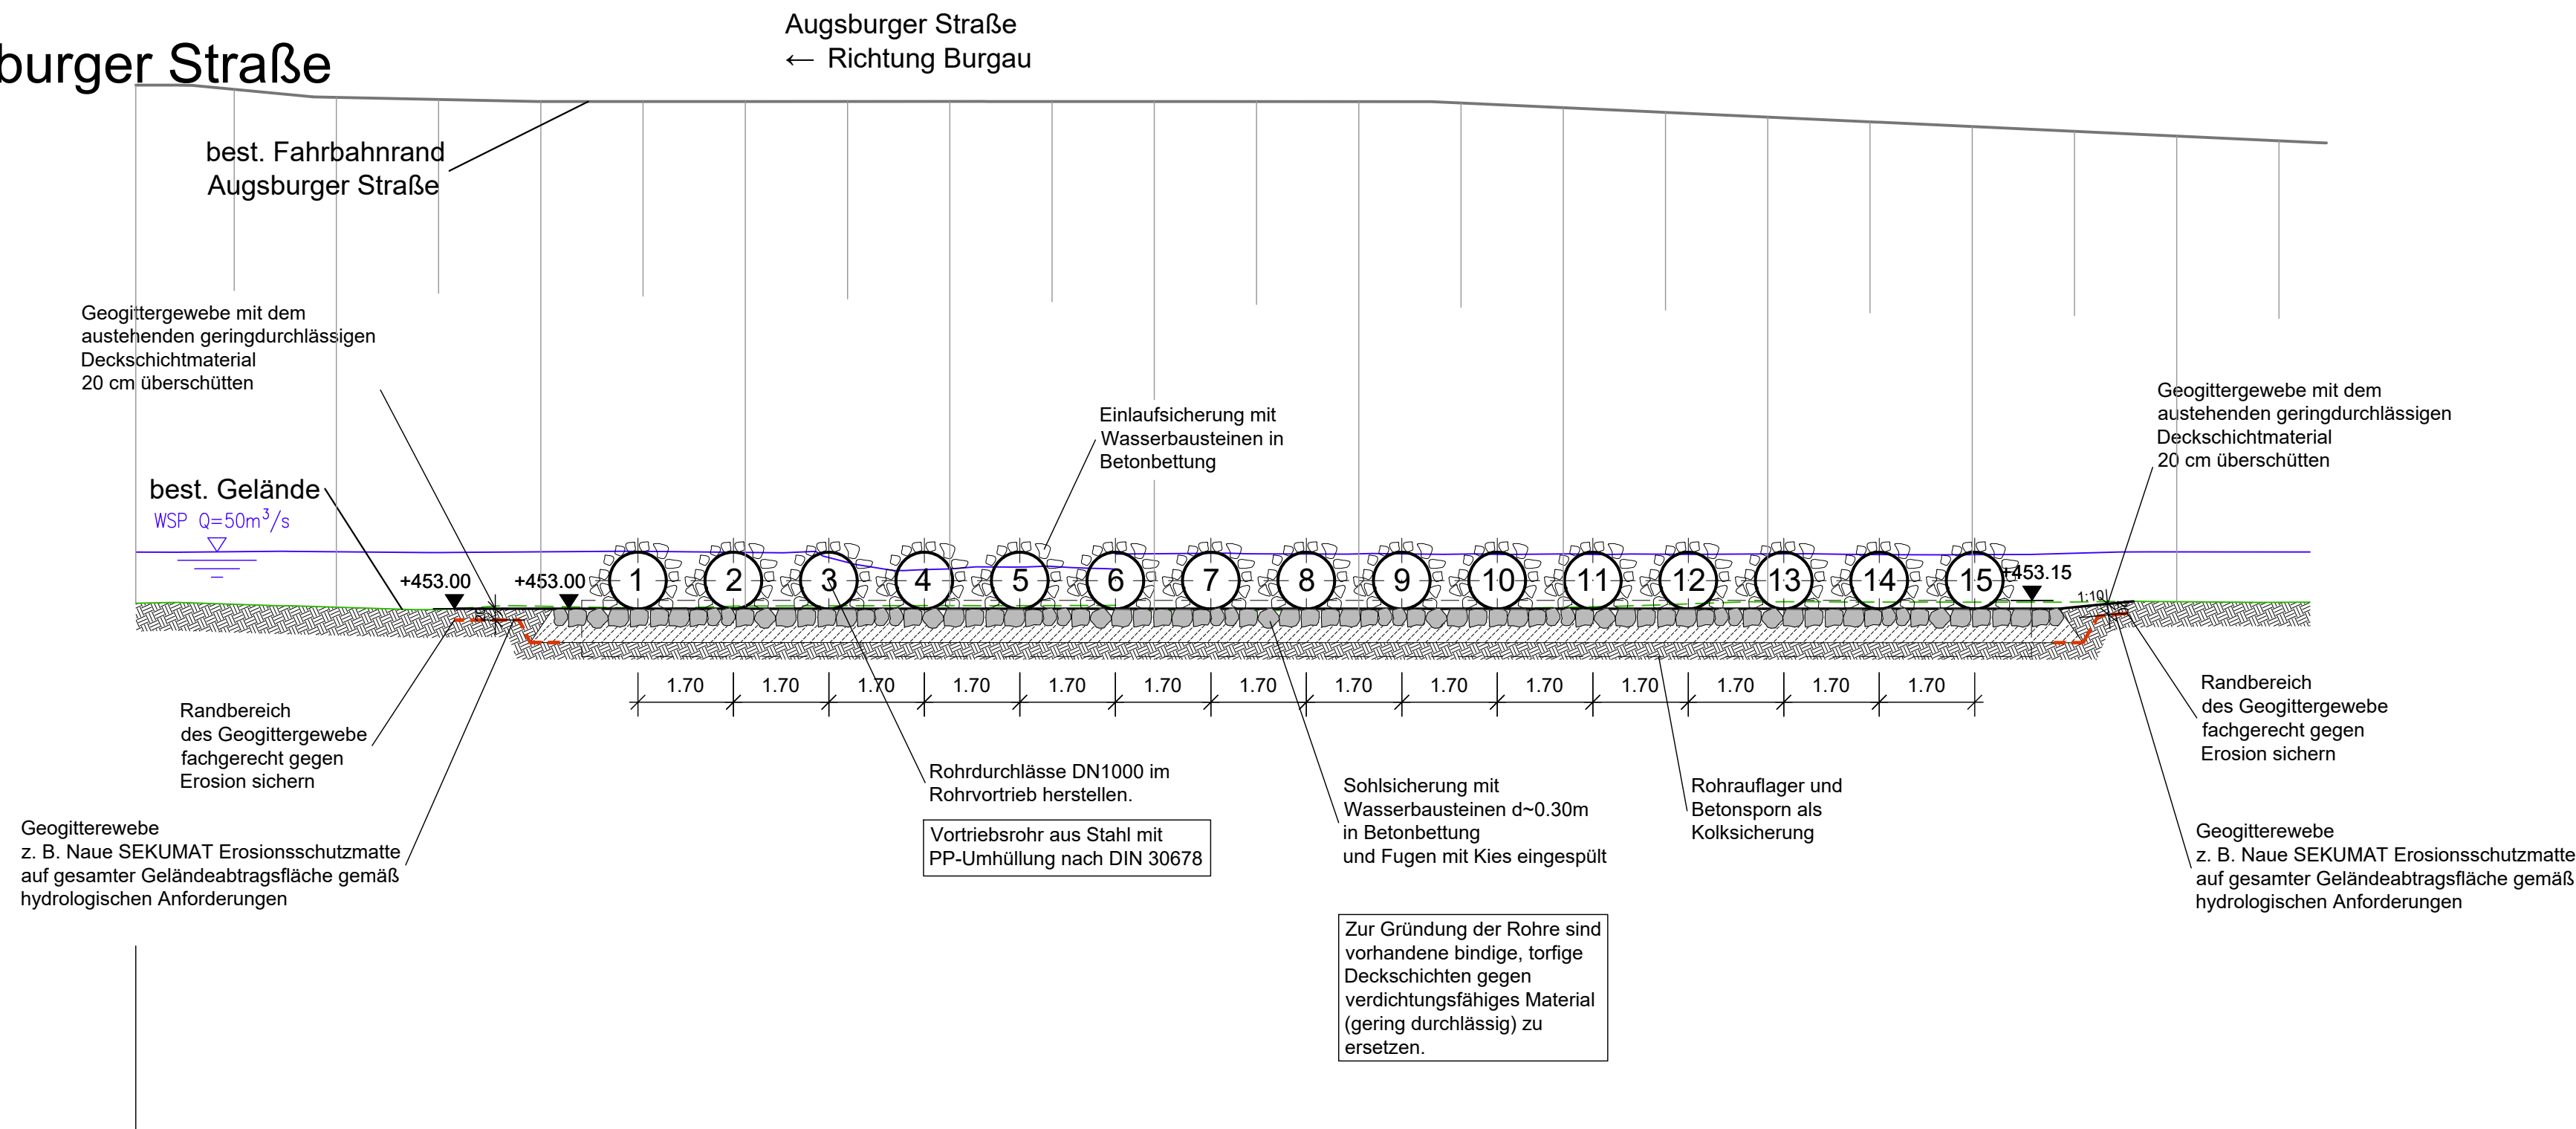 burger Straße
Augsburger Straße
← Richtung Burgau
best. Fahrbahnrand
Augsburger Straße
Geogittergewebe mit dem
austehenden geringdurchlässigen
Deckschichtmaterial
20 cm überschütten
Einlaufsicherung mit
Wasserbausteinen in
Betonbettung
Geogittergewebe mit dem
austehenden geringdurchlässigen
Deckschichtmaterial
20 cm überschütten
best. Gelände
WSP Q=50m³/s
+453.00
+453.00
+453.15
1:10
1 2 3 4 5 6 7 8 9 10 11 12 13 14 15
1.70 1.70 1.70 1.70 1.70 1.70 1.70 1.70 1.70 1.70 1.70 1.70 1.70 1.70
Randbereich
des Geogittergewebe
fachgerecht gegen
Erosion sichern
Geogitterewebe
z. B. Naue SEKUMAT Erosionsschutzmatte
auf gesamter Geländeabtragsfläche gemäß
hydrologischen Anforderungen
Rohrdurchlässe DN1000 im
Rohrvortrieb herstellen.
Vortriebsrohr aus Stahl mit
PP-Umhüllung nach DIN 30678
Sohlsicherung mit
Wasserbausteinen d~0.30m
in Betonbettung
und Fugen mit Kies eingespült
Zur Gründung der Rohre sind
vorhandene bindige, torfige
Deckschichten gegen
verdichtungsfähiges Material
(gering durchlässig) zu
ersetzen.
Rohrauflager und
Betonsporn als
Kolksicherung
Randbereich
des Geogittergewebe
fachgerecht gegen
Erosion sichern
Geogitterewebe
z. B. Naue SEKUMAT Erosionsschutzmatte
auf gesamter Geländeabtragsfläche gemäß
hydrologischen Anforderungen